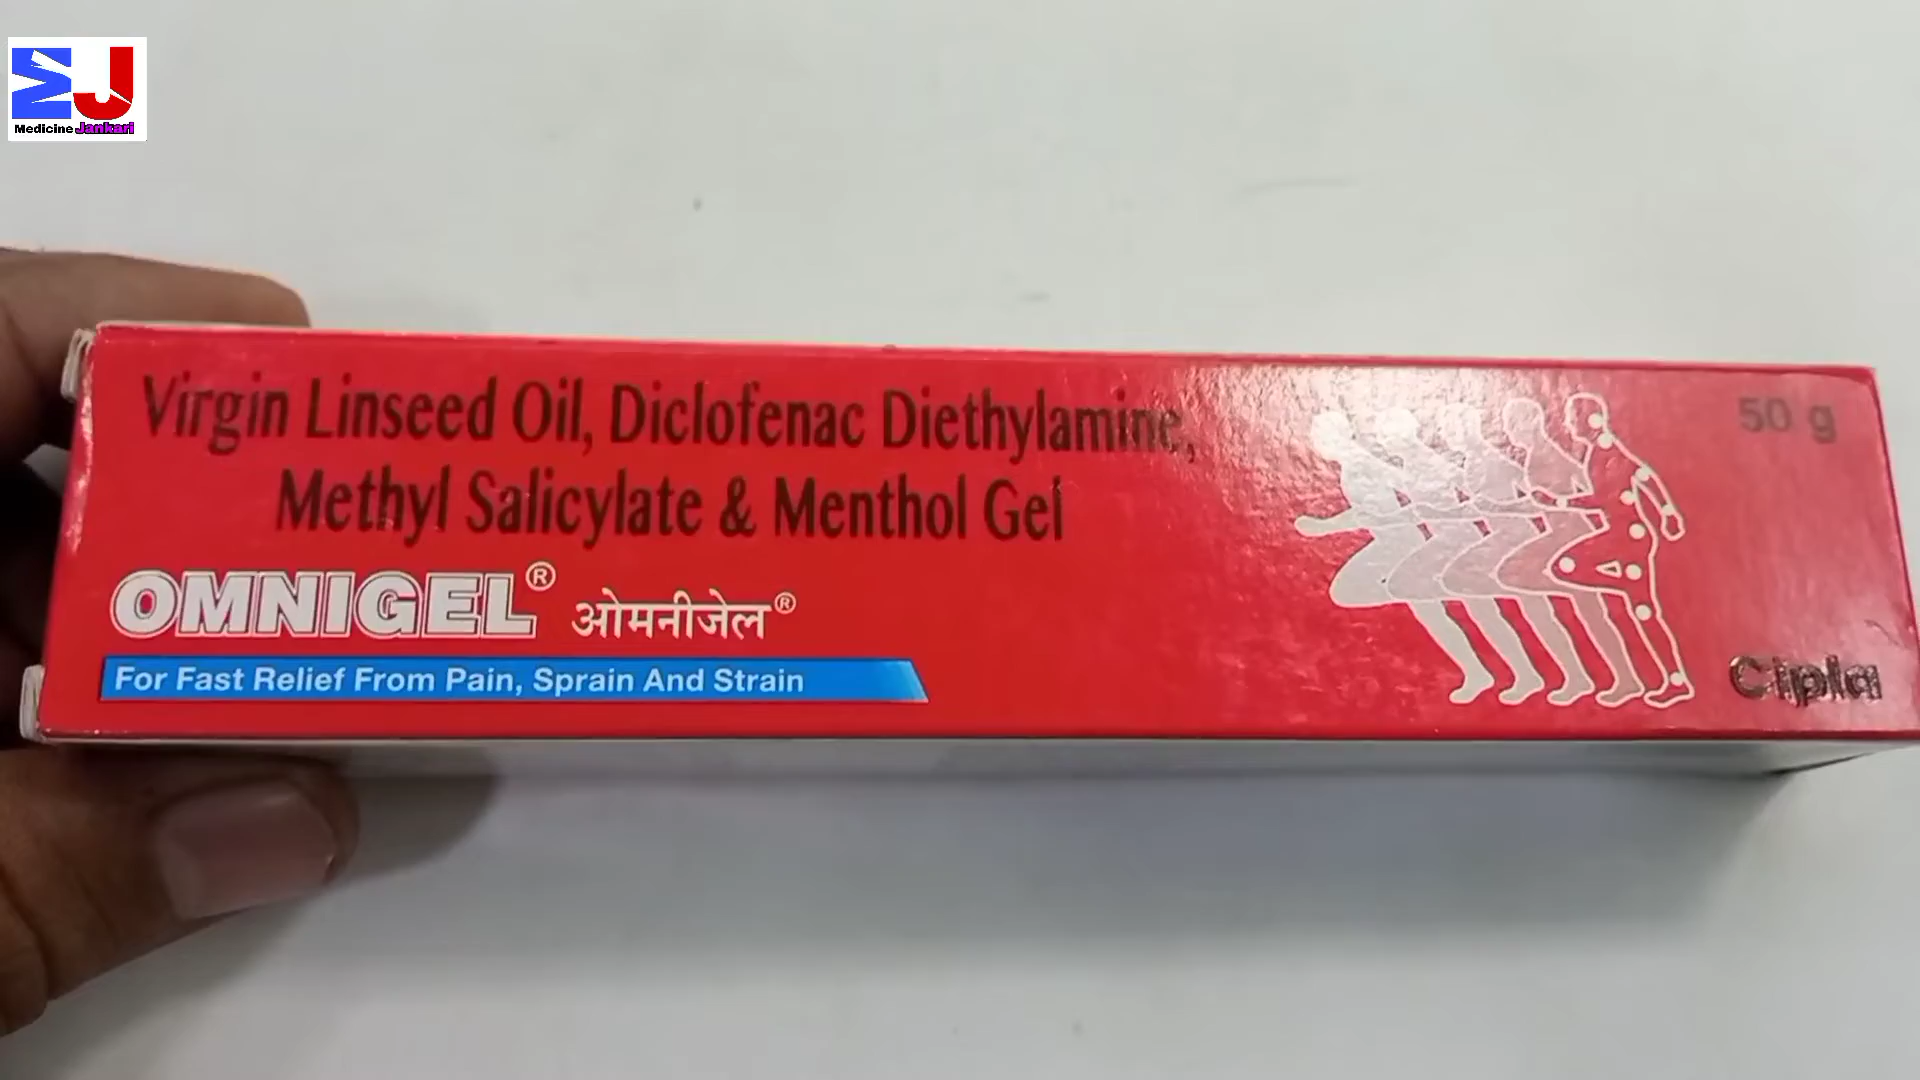 MJ
Medicine Jankari
Virgin Linseed Oil, Diclofenac Diethylamine,
Methyl Salicylate & Menthol Gel
50 g
OMNIGEL® ओमनीजेल®
For Fast Relief From Pain, Sprain And Strain
Cipla